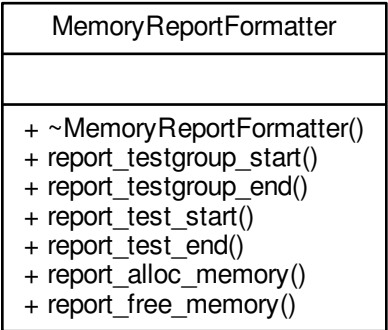 MemoryReportFormatter
+ ~MemoryReportFormatter()
+ report_testgroup_start()
+ report_testgroup_end()
+ report_test_start()
+ report_test_end()
+ report_alloc_memory()
+ report_free_memory()